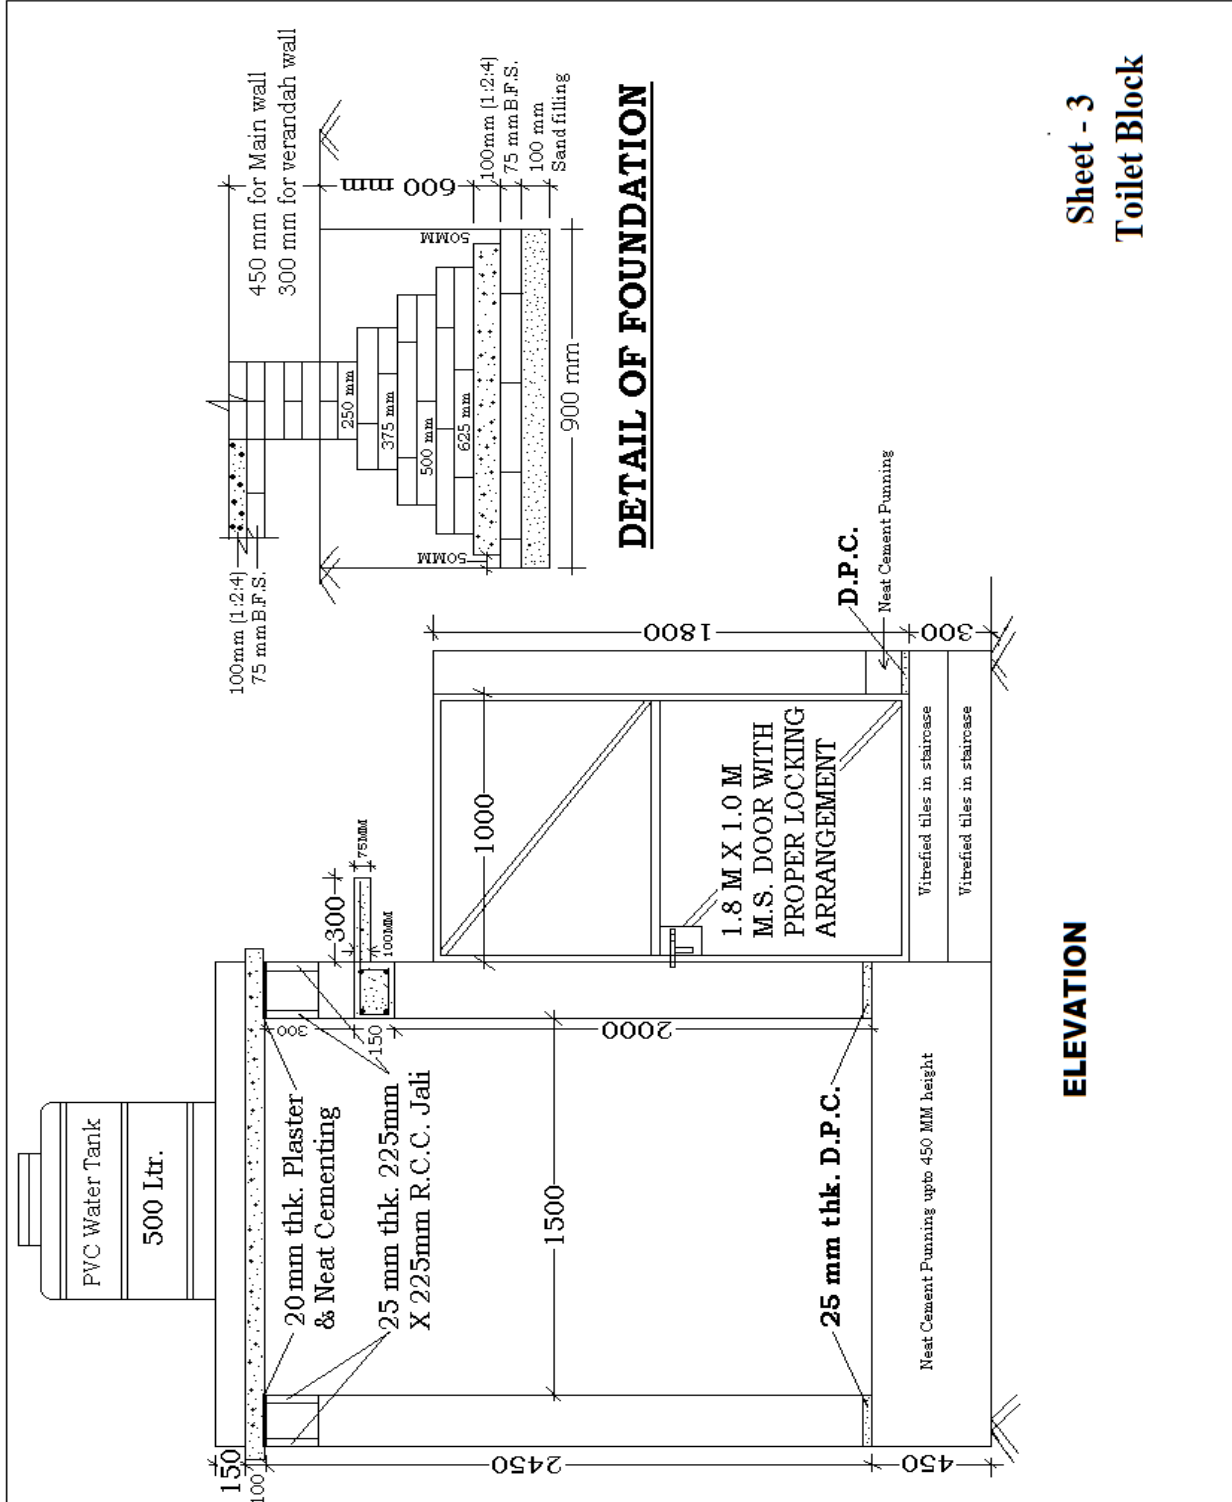 PVC Water Tank
500 Ltr.
150
100
20 mm thk. Plaster
& Neat Cementing
25 mm thk. 225mm
X 225mm R.C.C. Jali
300
150
300
75MM
100MM
2450
1500
2000
1000
1800
1.8 M X 1.0 M
M.S. DOOR WITH
PROPER LOCKING
ARRANGEMENT
25 mm thk. D.P.C.
D.P.C.
Neat Cement Punning
Neat Cement Punning upto 450 MM height
Vitrefied tiles in staircase
Vitrefied tiles in staircase
450
300
ELEVATION
100mm (1:2:4)
75 mm B.F.S.
450 mm for Main wall
300 mm for verandah wall
250 mm
375 mm
500 mm
625 mm
600 mm
50MM
50MM
100mm (1:2:4)
75 mm B.F.S.
100 mm
Sand filling
900 mm
DETAIL OF FOUNDATION
Sheet - 3
Toilet Block